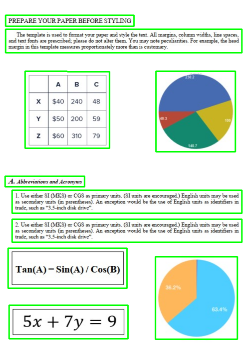 PREPARE YOUR PAPER BEFORE STYLING
The template is used to format your paper and style the text. All margins, column widths, line spaces,
and text fonts are prescribed; please do not alter them. You may note peculiarities. For example, the head
margin in this template measures proportionately more than is customary.
A B C
X $40 240 48
Y $50 200 59
Z $60 310 79
A. Abbreviations and Acronyms
1. Use either SI (MKS) or CGS as primary units. (SI units are encouraged.) English units may be used
as secondary units (in parentheses). An exception would be the use of English units as identifiers in
trade, such as "3.5-inch disk drive".
2. Use either SI (MKS) or CGS as primary units. (SI units are encouraged.) English units may be used
as secondary units (in parentheses). An exception would be the use of English units as identifiers in
trade, such as "3.5-inch disk drive".
Tan(A) = Sin(A) / Cos(B)
36.2%
63.8%
5x + 7y = 9